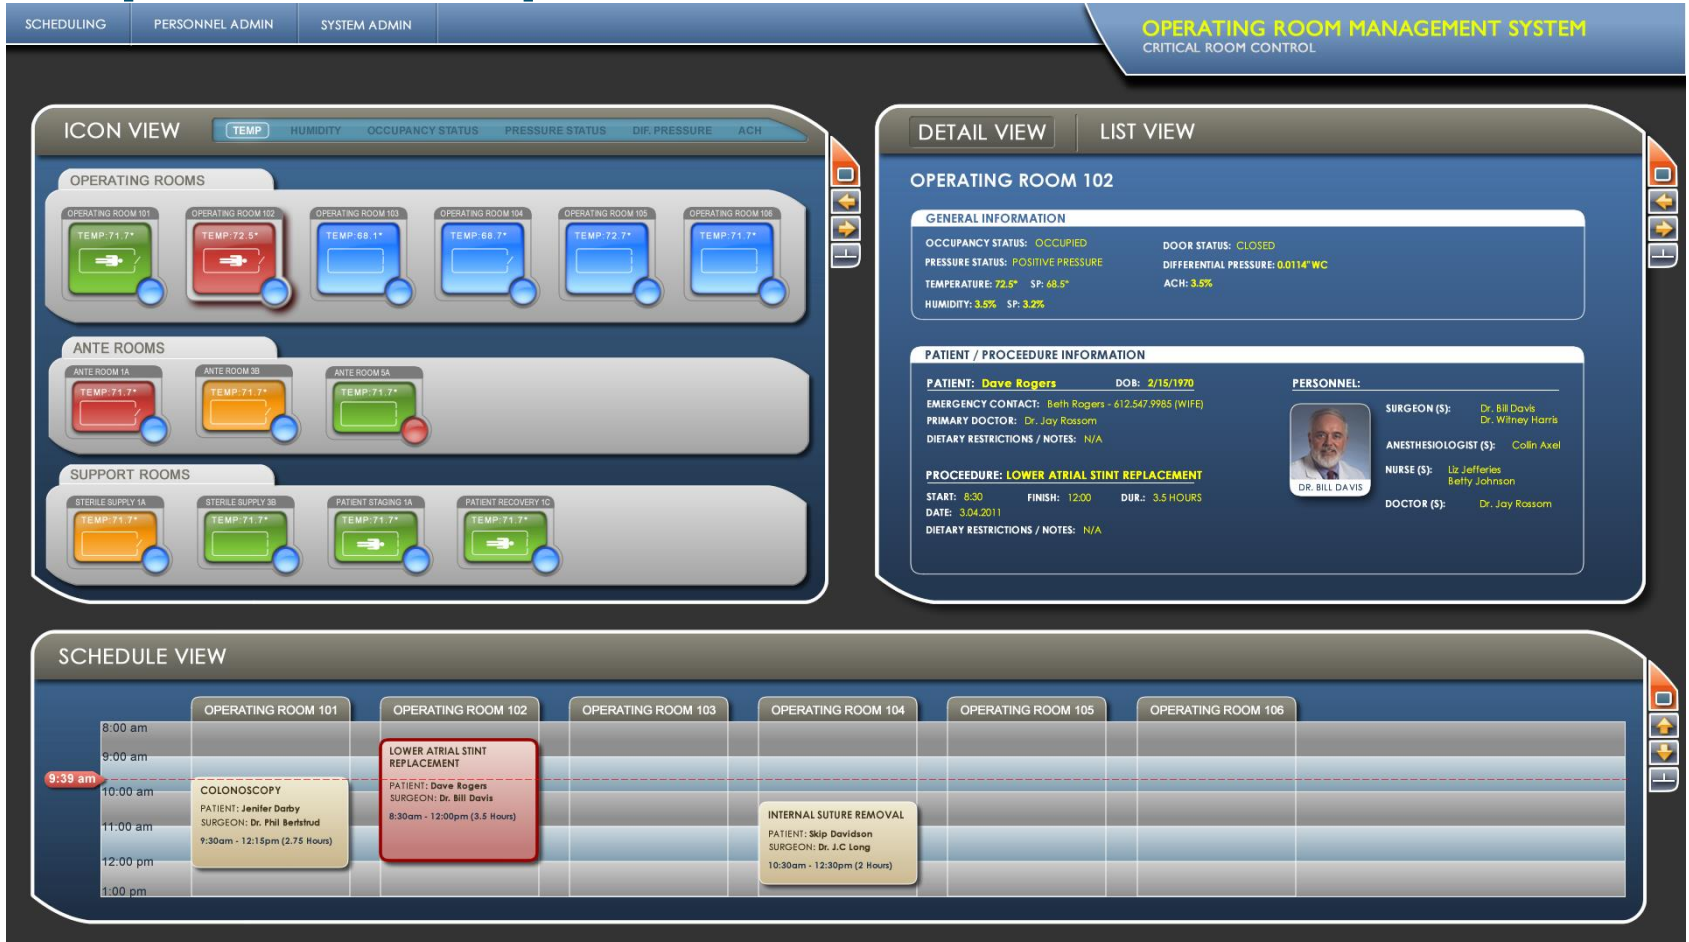 SCHEDULING PERSONNEL ADMIN SYSTEM ADMIN
OPERATING ROOM MANAGEMENT SYSTEM
CRITICAL ROOM CONTROL
ICON VIEW TEMP HUMIDITY OCCUPANCY STATUS PRESSURE STATUS DIF. PRESSURE ACH
OPERATING ROOMS
OPERATING ROOM 101 OPERATING ROOM 102 OPERATING ROOM 103 OPERATING ROOM 104 OPERATING ROOM 105 OPERATING ROOM 106
TEMP:71.7° TEMP:72.5° TEMP:68.1° TEMP:68.7° TEMP:72.7° TEMP:71.7°
ANTE ROOMS
ANTE ROOM 1A ANTE ROOM 3B ANTE ROOM 5A
TEMP:71.7° TEMP:71.7° TEMP:71.7°
SUPPORT ROOMS
STERILE SUPPLY 1A STERILE SUPPLY 3B PATIENT STAGING 1A PATIENT RECOVERY 1C
TEMP:71.7° TEMP:71.7° TEMP:71.7° TEMP:71.7°
DETAIL VIEW LIST VIEW
OPERATING ROOM 102
GENERAL INFORMATION
OCCUPANCY STATUS: OCCUPIED DOOR STATUS: CLOSED
PRESSURE STATUS: POSITIVE PRESSURE DIFFERENTIAL PRESSURE: 0.0114"WC
TEMPERATURE: 72.5° SP: 68.5° ACH: 3.5%
HUMIDITY: 3.5% SP: 3.2%
PATIENT / PROCEEDURE INFORMATION
PATIENT: Dave Rogers DOB: 2/15/1970
EMERGENCY CONTACT: Beth Rogers - 612.547.9985 (WIFE)
PRIMARY DOCTOR: Dr. Jay Rossom
DIETARY RESTRICTIONS / NOTES: N/A
PROCEEDURE: LOWER ATRIAL STINT REPLACEMENT
START: 8:30 FINISH: 12:00 DUR.: 3.5 HOURS
DATE: 3.04.2011
DIETARY RESTRICTIONS / NOTES: N/A
PERSONNEL:
DR. BILL DAVIS
SURGEON (S): Dr. Bill Davis
Dr. Witney Harris
ANESTHESIOLOGIST (S): Colin Axel
NURSE (S): Liz Jefferies
Betty Johnson
DOCTOR (S): Dr. Jay Rossom
SCHEDULE VIEW
OPERATING ROOM 101 OPERATING ROOM 102 OPERATING ROOM 103 OPERATING ROOM 104 OPERATING ROOM 105 OPERATING ROOM 106
8:00 am
9:00 am
9:39 am
10:00 am
11:00 am
12:00 pm
1:00 pm
COLONOSCOPY
PATIENT: Jenifer Darby
SURGEON: Dr. Phil Bertstrud
9:30am - 12:15pm (2.75 Hours)
LOWER ATRIAL STINT
REPLACEMENT
PATIENT: Dave Rogers
SURGEON: Dr. Bill Davis
8:30am - 12:00pm (3.5 Hours)
INTERNAL SUTURE REMOVAL
PATIENT: Skip Davidson
SURGEON: Dr. J.C Long
10:30am - 12:30pm (2 Hours)